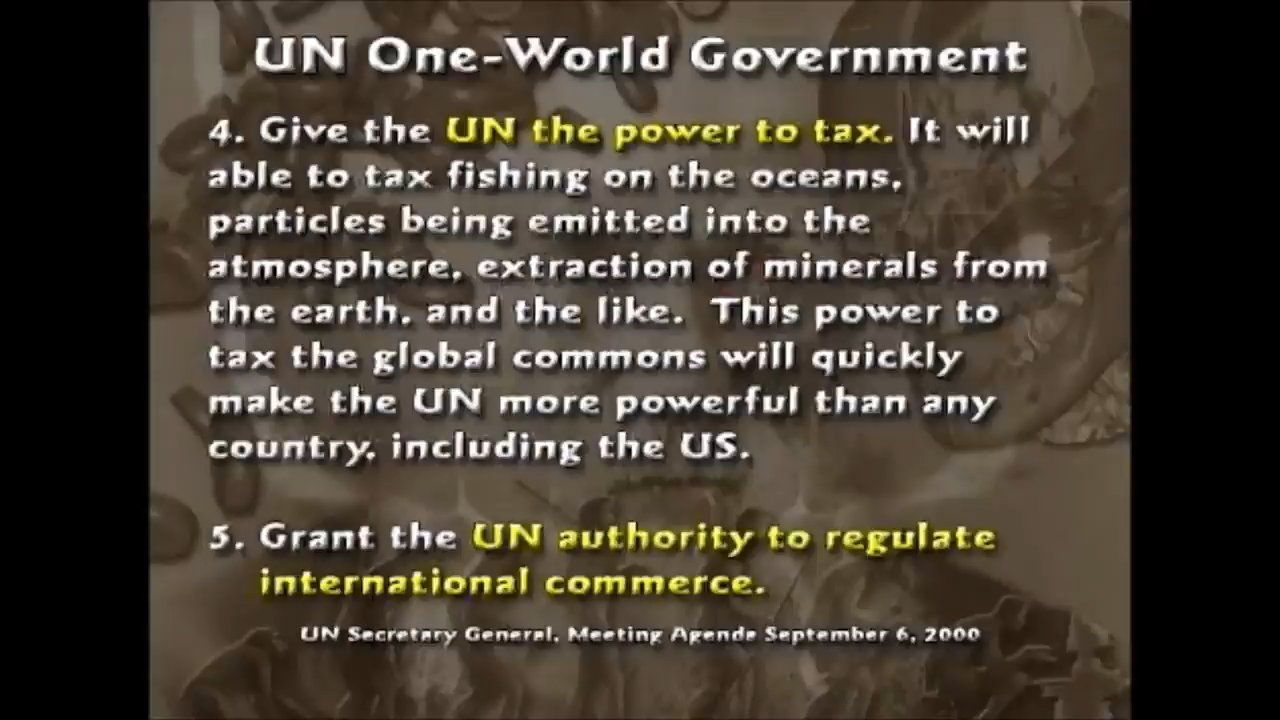 UN One-World Government
4. Give the UN the power to tax. It will
able to tax fishing on the oceans,
particles being emitted into the
atmosphere, extraction of minerals from
the earth, and the like. This power to
tax the global commons will quickly
make the UN more powerful than any
country, including the US.
5. Grant the UN authority to regulate
international commerce.
UN Secretary General, Meeting Agenda September 6, 2000